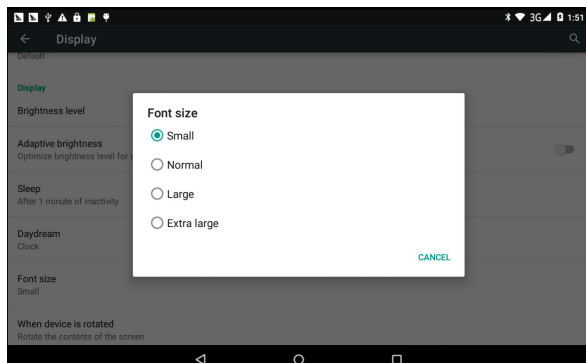 3G 1:51
Display
Default
Display
Brightness level
Adaptive brightness
Optimize brightness level for
Sleep
After 1 minute of inactivity
Daydream
Clock
Font size
Small
When device is rotated
Rotate the contents of the screen
Font size
Small
Normal
Large
Extra large
CANCEL